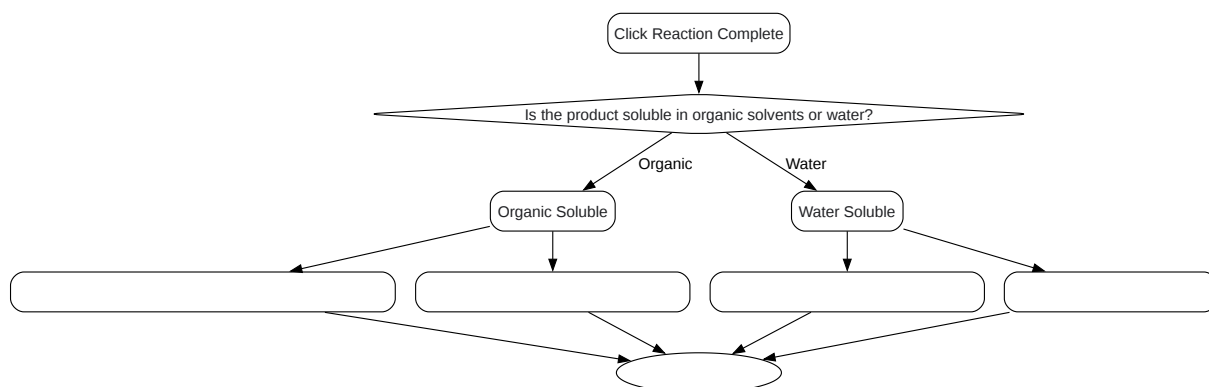 Click Reaction Complete
Is the product soluble in organic solvents or water?
Organic
Water
Organic Soluble
Water Soluble